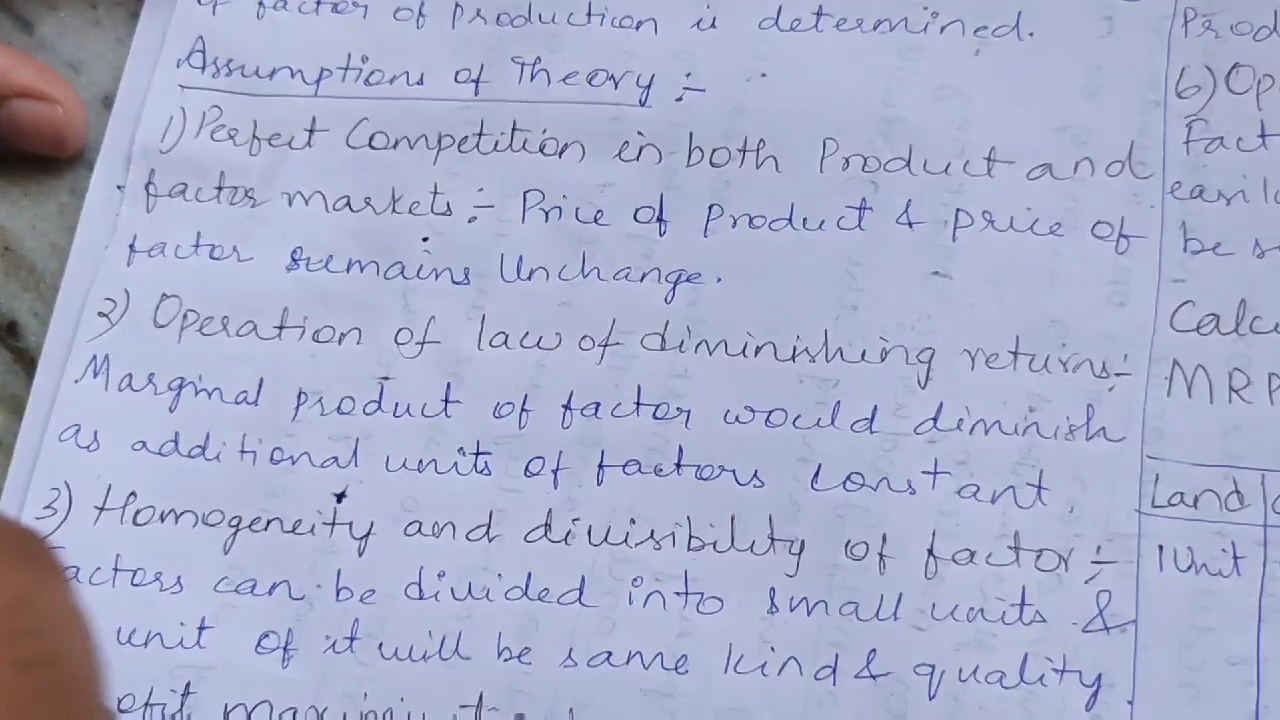 of factor of production is determined.
Assumptions of Theory :-
1) Perfect Competition in both Product and
factor markets :- Price of Product & price of
factor remains Unchange.
2) Operation of law of diminishing returns:-
Marginal product of factor would diminish
as additional units of factors constant.
3) Homogeneity and divisibility of factor :-
actors can be divided into small units &
unit of it will be same kind & quality
Prod
6) Op
Fact
easil
be
Calc
MRP
Land
1 Unit